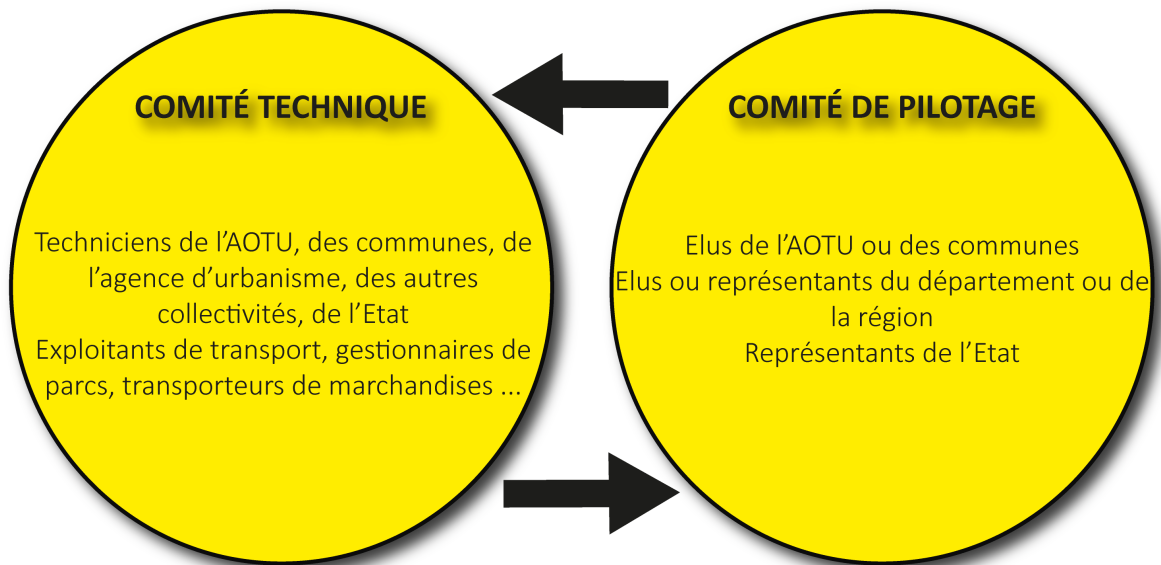 COMITÉ TECHNIQUE
Techniciens de l’AOTU, des communes, de
l’agence d’urbanisme, des autres
collectivités, de l’Etat
Exploitants de transport, gestionnaires de
parcs, transporteurs de marchandises ...
COMITÉ DE PILOTAGE
Elus de l’AOTU ou des communes
Elus ou représentants du département ou de
la région
Représentants de l’Etat